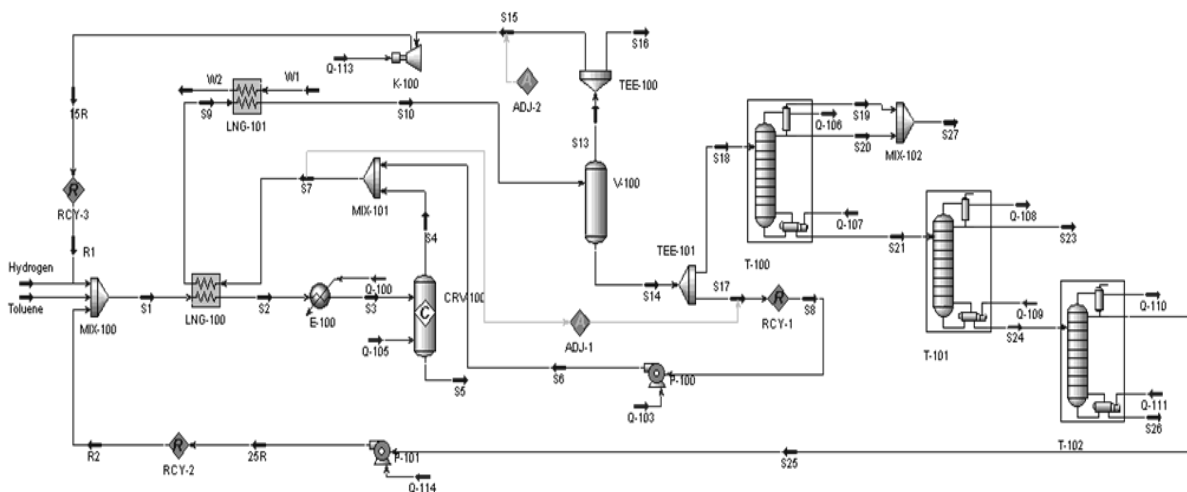 S15
S16
Q-113
K-100
TEE-100
ADJ-2
W2
W1
S9
S10
LNG-101
15R
S13
S19
Q-106
S20
S27
MIX-102
S18
S7
V-100
MIX-101
RCY-3
S4
R1
Q-107
S21
Q-108
S23
TEE-101
T-100
Hydrogen
Toluene
Q-100
CRV-100
C
S14
S17
S1
S2
S3
MIX-100
LNG-100
E-100
RCY-1
S8
Q-105
ADJ-1
Q-109
S24
Q-110
T-101
S5
S6
P-100
Q-103
Q-111
S26
R2
RCY-2
25R
P-101
S25
T-102
Q-114
R
R
R
A
A